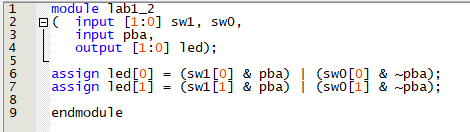 1 module lab1_2
2 ( input [1:0] sw1, sw0,
3 input pba,
4 output [1:0] led);
5
6 assign led[0] = (sw1[0] & pba) | (sw0[0] & ~pba);
7 assign led[1] = (sw1[1] & pba) | (sw0[1] & ~pba);
8
9 endmodule